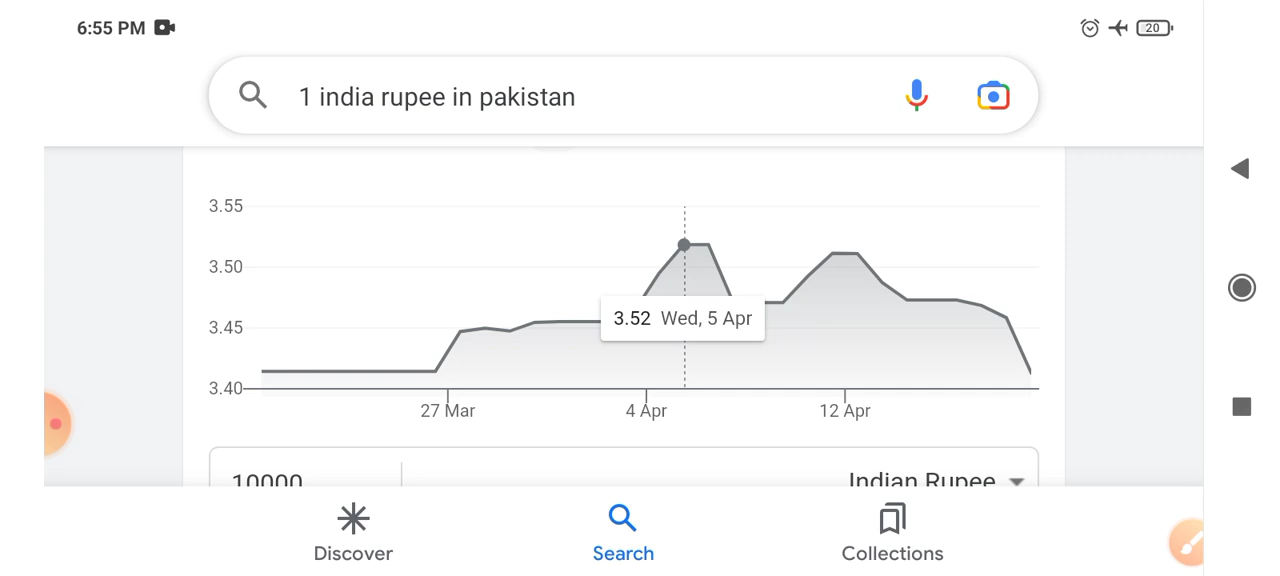 6:55 PM
20
1 india rupee in pakistan
3.55
3.50
3.45
3.40
3.52 Wed, 5 Apr
27 Mar
4 Apr
12 Apr
10000
Indian Rupee
Discover
Search
Collections